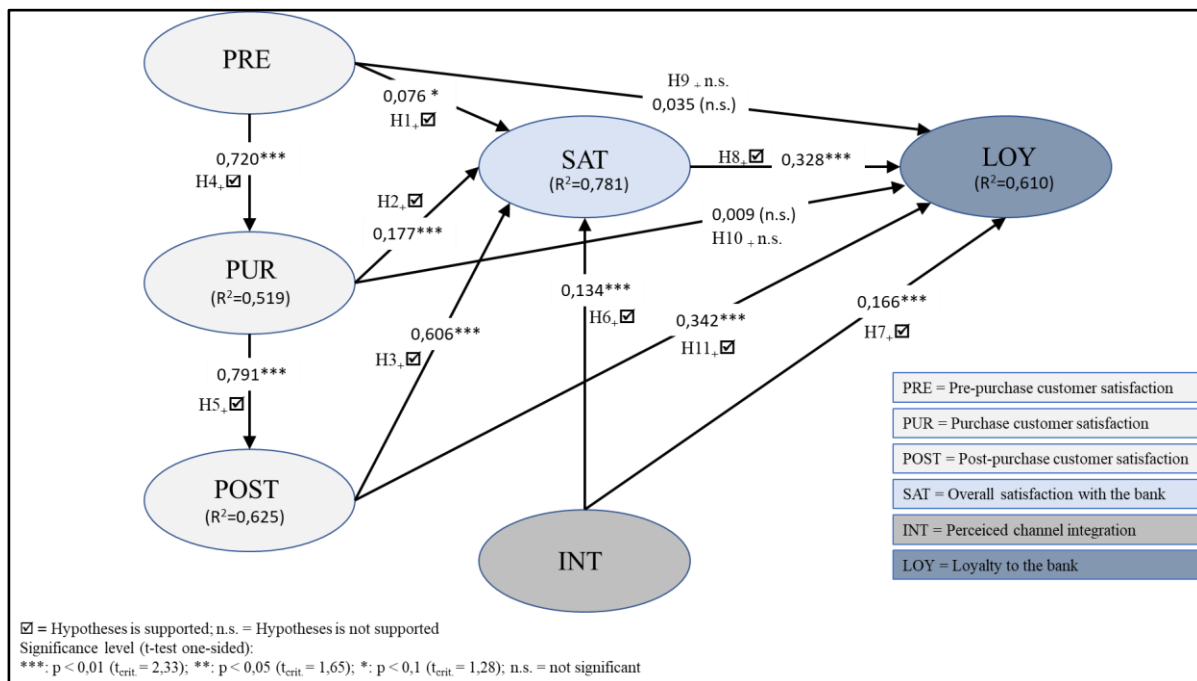 PRE
H9 + n.s.
0,035 (n.s.)
0,076 *
H1+☑
SAT
(R²=0,781)
H8+☑
0,328***
LOY
(R²=0,610)
0,720***
H4+☑
H2+☑
0,177***
0,009 (n.s.)
H10 + n.s.
PUR
(R²=0,519)
0,134***
H6+☑
0,166***
H7+☑
0,606***
H3+☑
0,342***
H11+☑
0,791***
H5+☑
POST
(R²=0,625)
INT
PRE = Pre-purchase customer satisfaction
PUR = Purchase customer satisfaction
POST = Post-purchase customer satisfaction
SAT = Overall satisfaction with the bank
INT = Perceiced channel integration
LOY = Loyalty to the bank
☑ = Hypotheses is supported; n.s. = Hypotheses is not supported
Significance level (t-test one-sided):
***: p < 0,01 (tcrit. = 2,33); **: p < 0,05 (tcrit. = 1,65); *: p < 0,1 (tcrit. = 1,28); n.s. = not significant